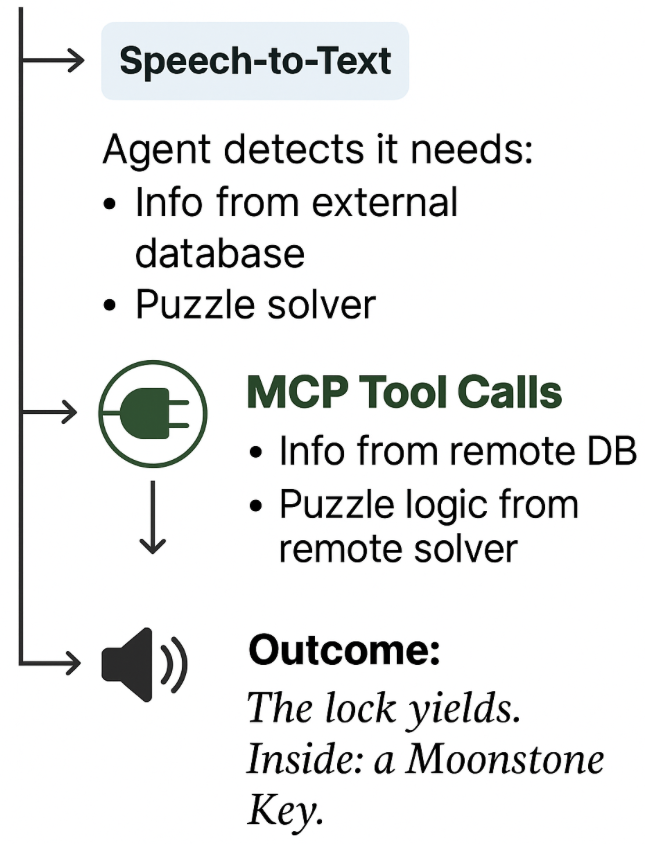 Speech-to-Text
Agent detects it needs:
• Info from external
database
• Puzzle solver
MCP Tool Calls
• Info from remote DB
• Puzzle logic from
remote solver
Outcome:
The lock yields.
Inside: a Moonstone
Key.